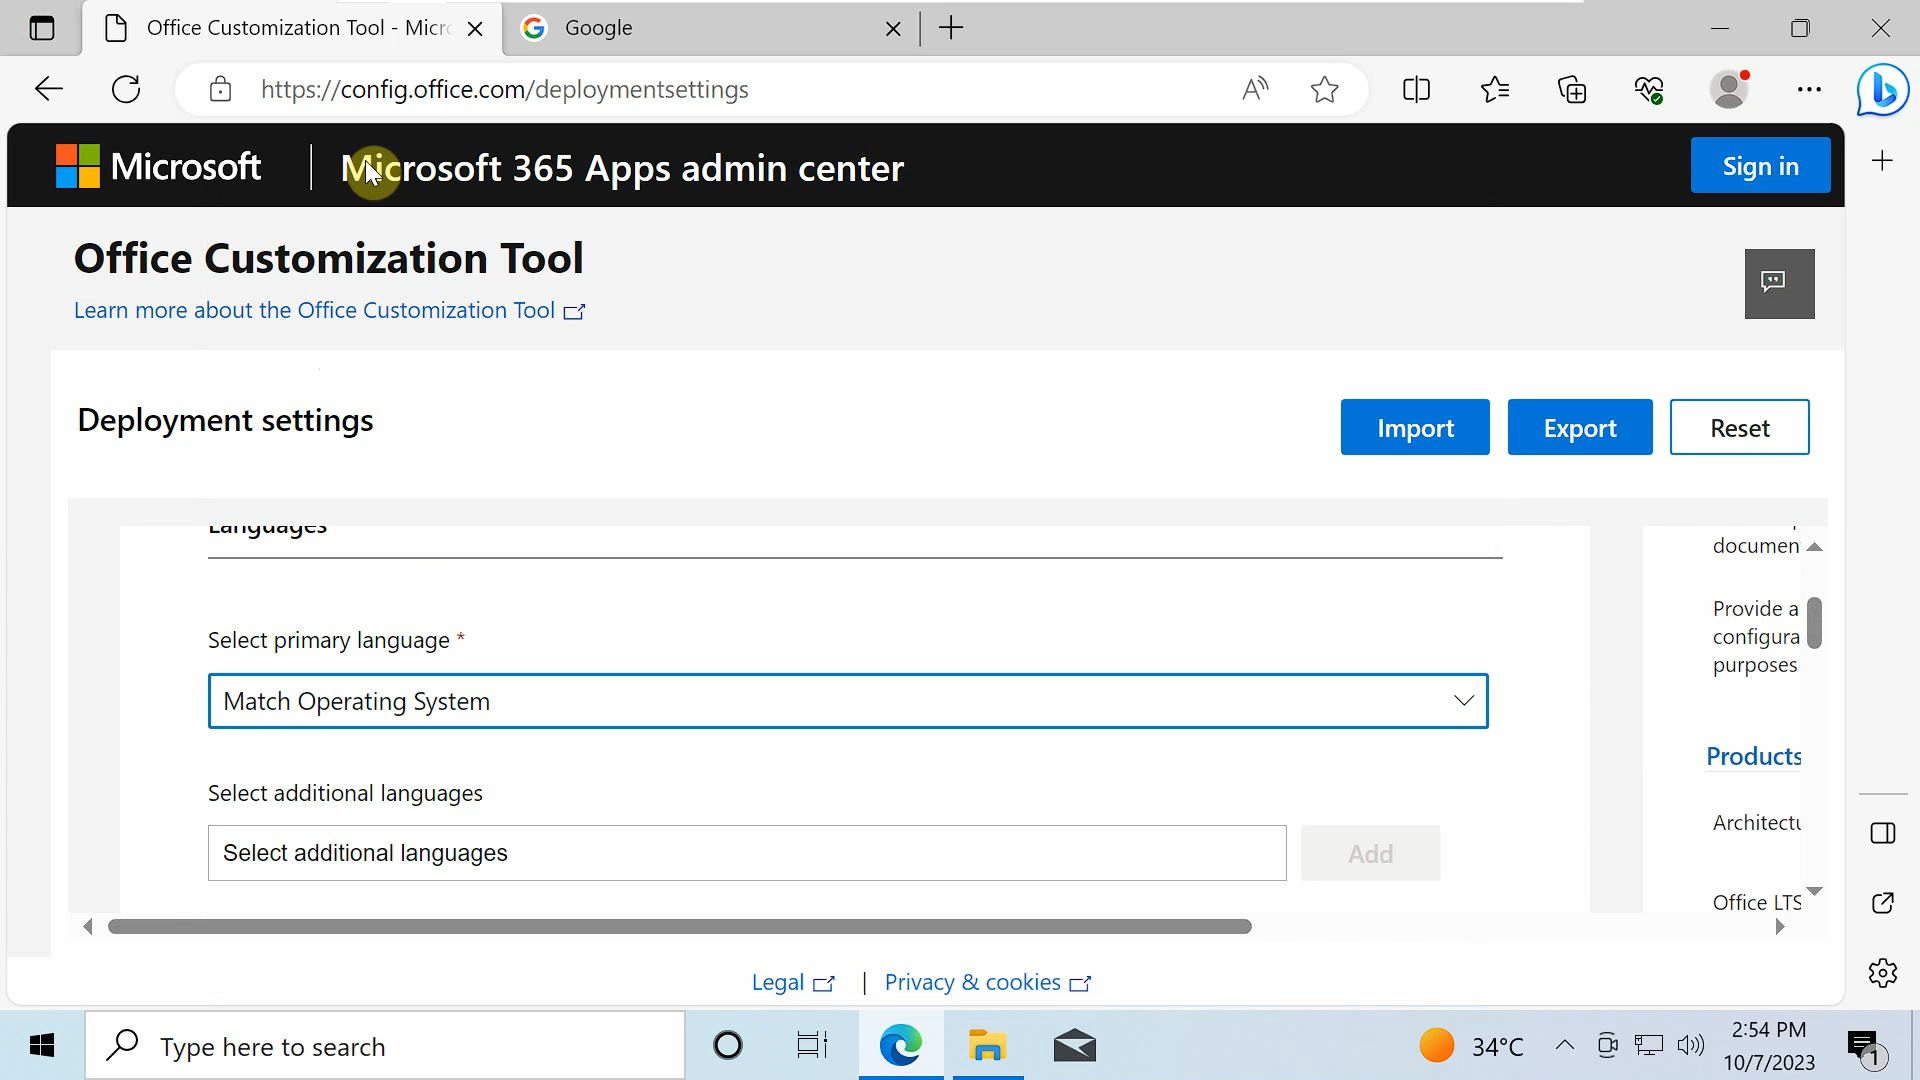 Office Customization Tool - Micr
Google
https://config.office.com/deploymentsettings
Microsoft
Microsoft 365 Apps admin center
Sign in
Office Customization Tool
Learn more about the Office Customization Tool
Deployment settings
Import
Export
Reset
Languages
Select primary language *
Match Operating System
Select additional languages
Select additional languages
Add
documen
Provide a
configura
purposes
Products
Architectu
Office LTS
Legal | Privacy & cookies
Type here to search
34°C
2:54 PM
10/7/2023
1